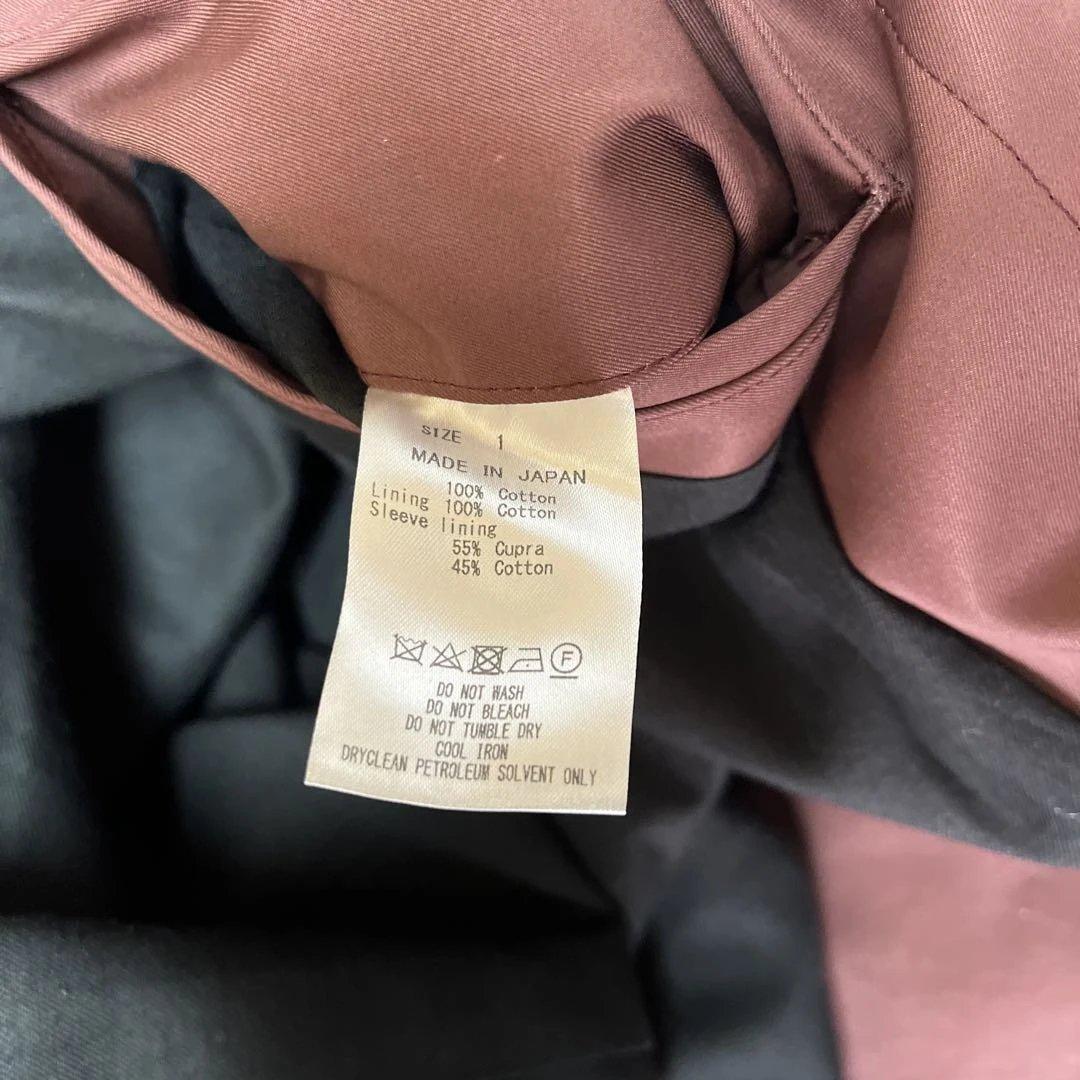 SIZE 1
MADE IN JAPAN
100% Cotton
Lining 100% Cotton
Sleeve lining
55% Cupra
45% Cotton
F
DO NOT WASH
DO NOT BLEACH
DO NOT TUMBLE DRY
COOL IRON
DRYCLEAN PETROLEUM SOLVENT ONLY